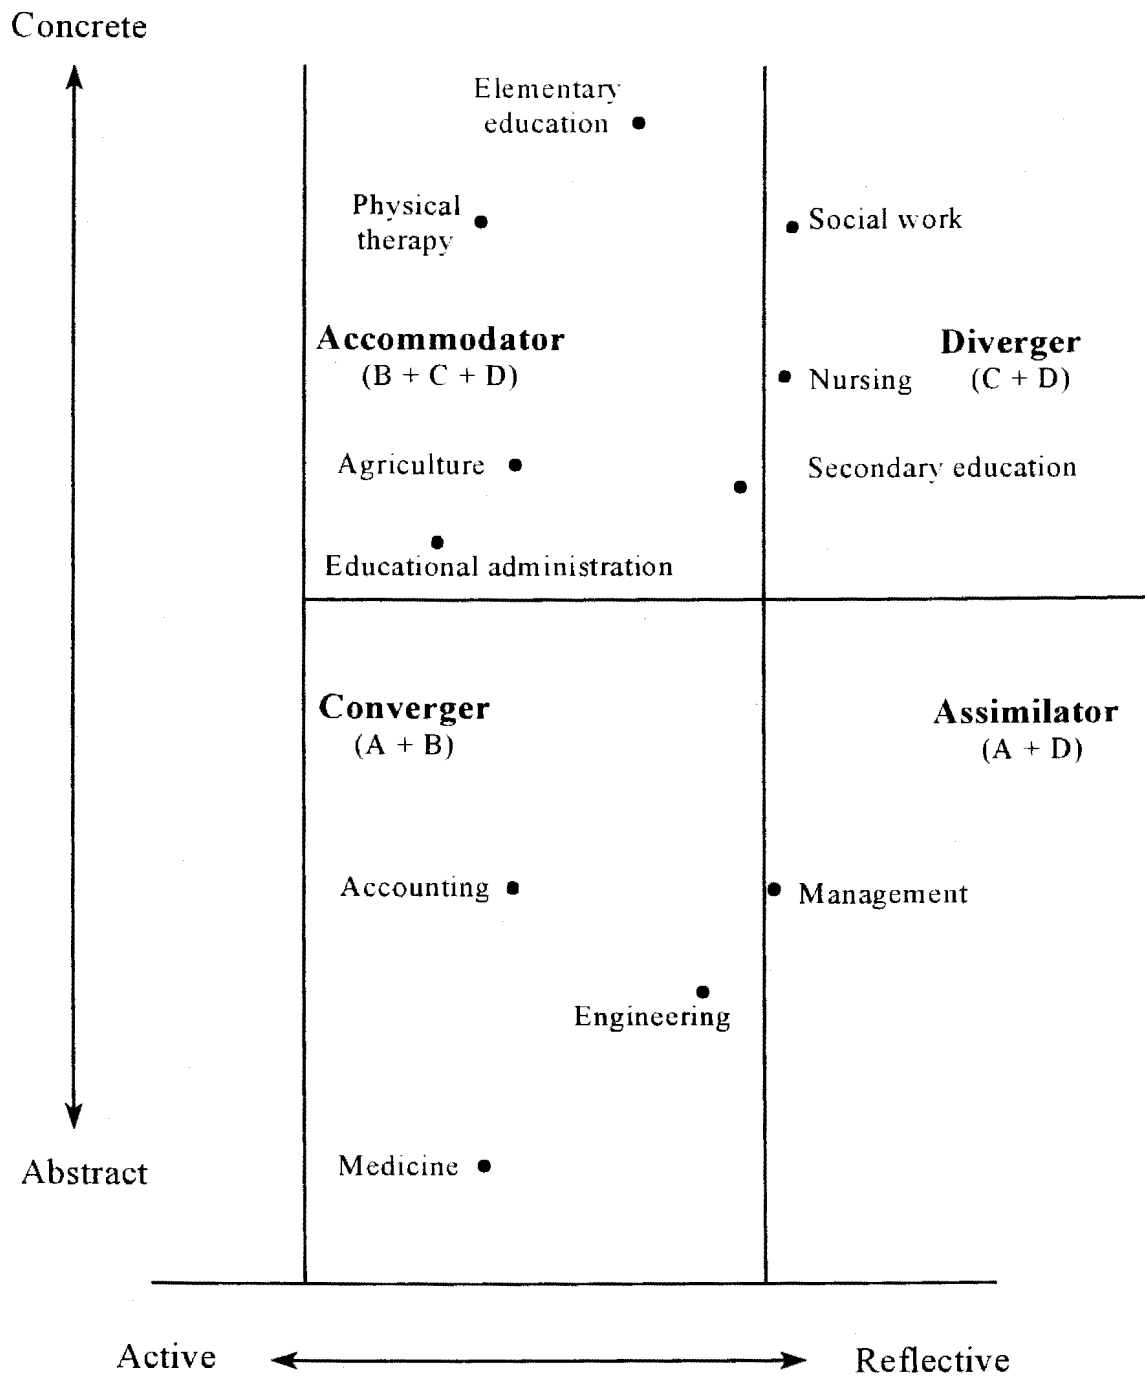 Concrete
Elementary
education
Physical
therapy
Social work
Accommodator
(B + C + D)
Diverger
(C + D)
Nursing
Agriculture
Secondary education
Educational administration
Converger
(A + B)
Assimilator
(A + D)
Accounting
Management
Engineering
Medicine
Abstract
Active
Reflective